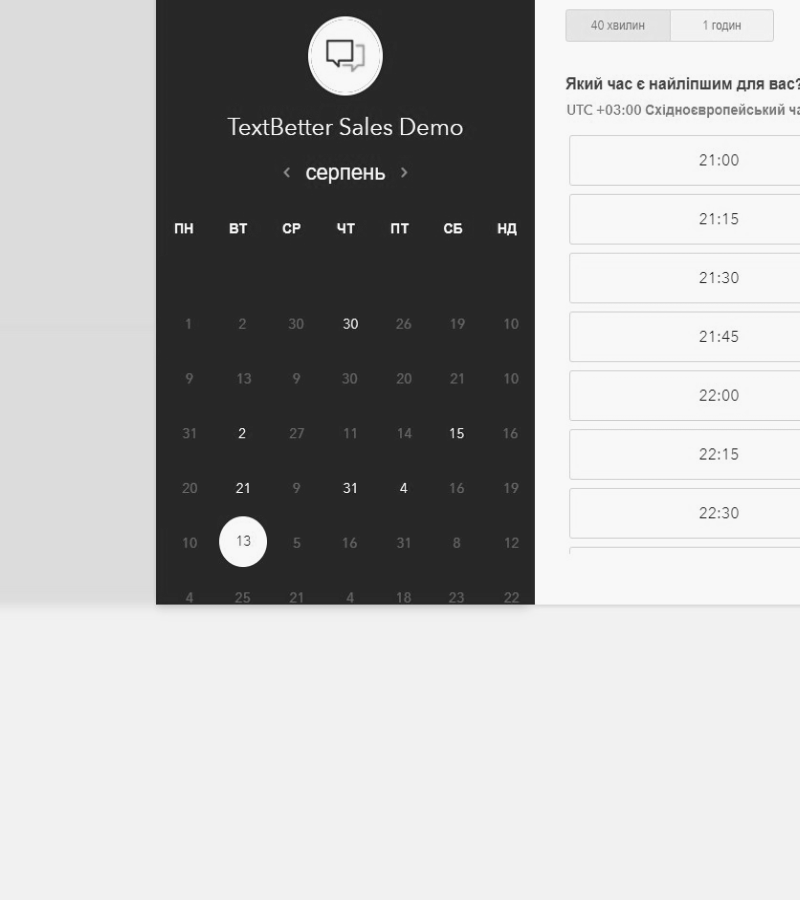 TextBetter Sales Demo
‹ серпень ›
ПН ВТ СР ЧТ ПТ СБ НД
1 2 30 30 26 19 10
9 13 9 30 20 21 10
31 2 27 11 14 15 16
20 21 9 31 4 16 19
10 13 5 16 31 8 12
4 25 21 4 18 23 22
40 хвилин 1 годин
Який час є найліпшим для вас?
UTC +03:00 Східноєвропейський
21:00
21:15
21:30
21:45
22:00
22:15
22:30